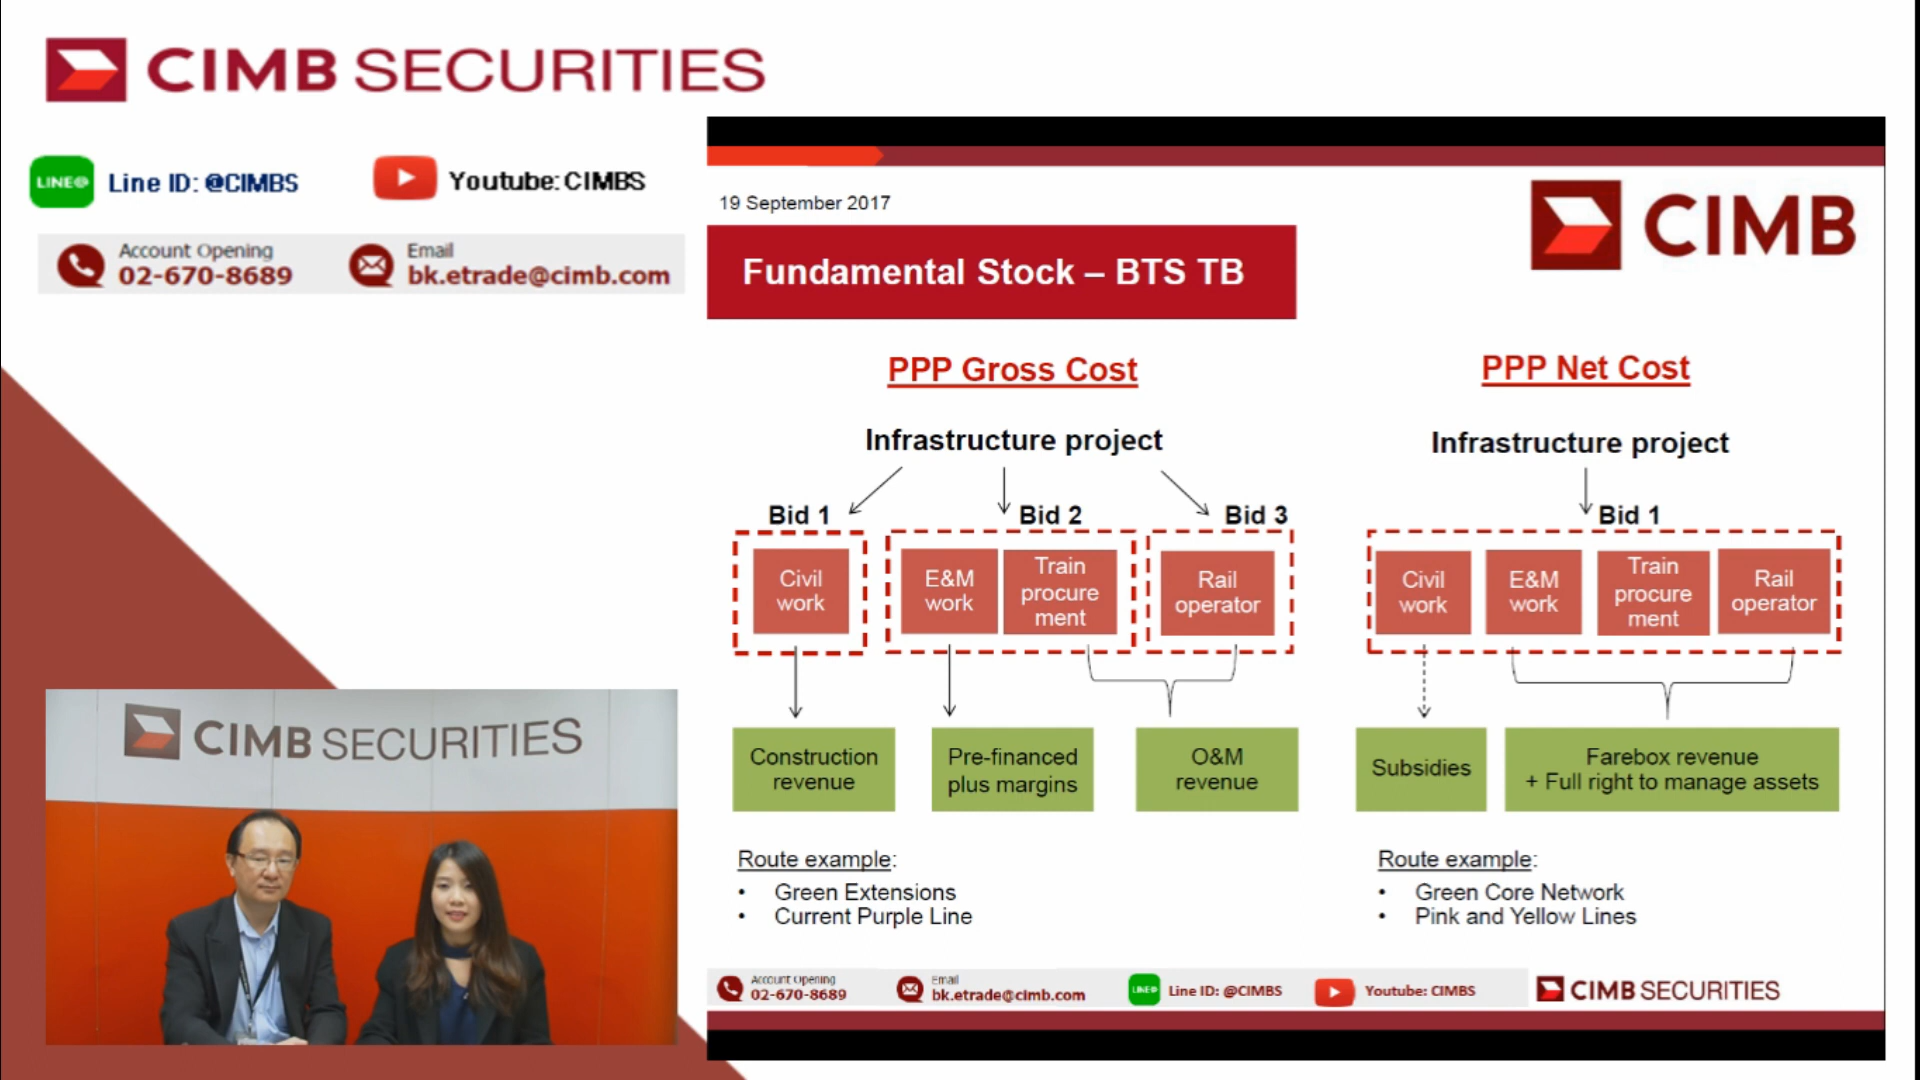 CIMB SECURITIES
LINE@ Line ID: @CIMBS
Youtube: CIMBS
Account Opening
02-670-8689
Email
bk.etrade@cimb.com
19 September 2017
CIMB
Fundamental Stock – BTS TB
PPP Gross Cost
Infrastructure project
Bid 1
Bid 2
Bid 3
Civil
work
E&M
work
Train
procure
ment
Rail
operator
Construction
revenue
Pre-financed
plus margins
O&M
revenue
Route example:
• Green Extensions
• Current Purple Line
PPP Net Cost
Infrastructure project
Bid 1
Civil
work
E&M
work
Train
procure
ment
Rail
operator
Subsidies
Farebox revenue
+ Full right to manage assets
Route example:
• Green Core Network
• Pink and Yellow Lines
CIMB SECURITIES
Account Opening
02-670-8689
Email
bk.etrade@cimb.com
LINE@ Line ID: @CIMBS
Youtube: CIMBS
CIMB SECURITIES